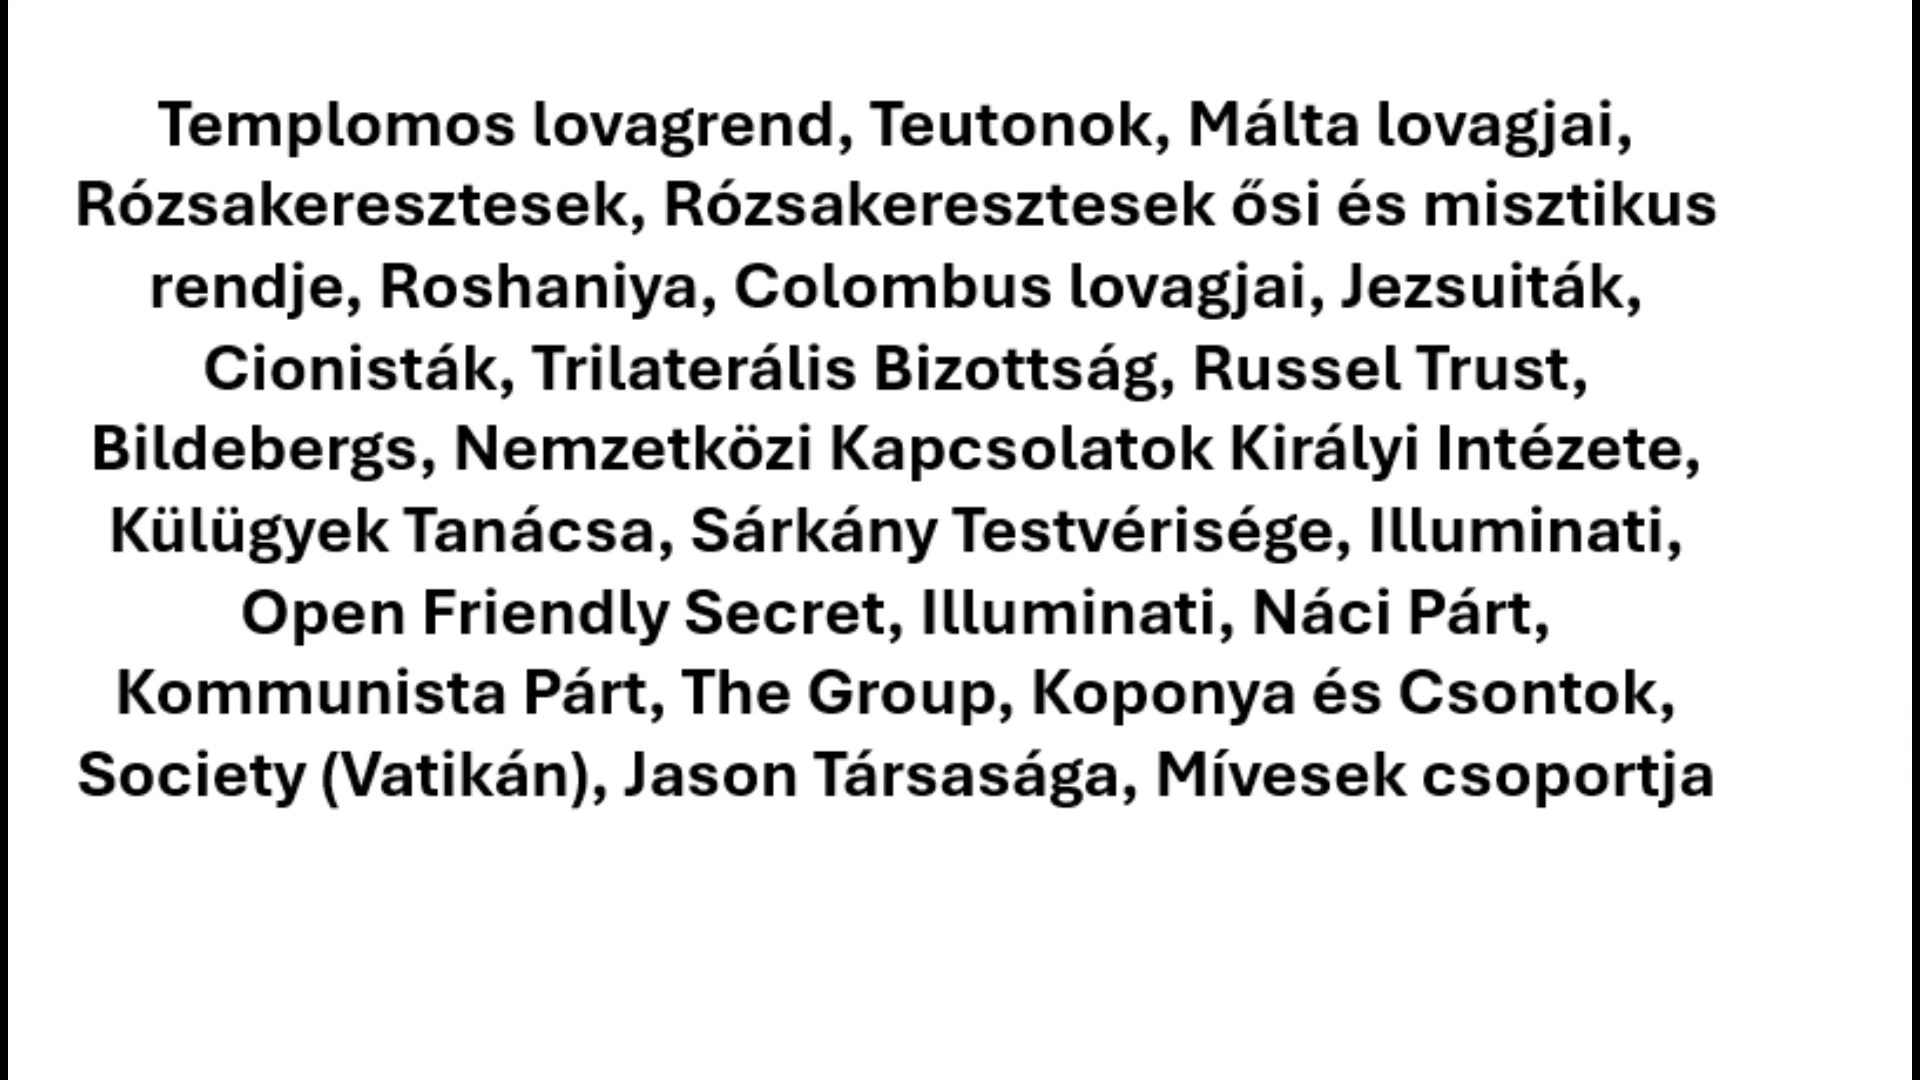 Templomos lovagrend, Teutonok, Málta lovagjai,
Rózsakeresztesek, Rózsakeresztesek ősi és misztikus
rendje, Roshaniya, Colombus lovagjai, Jezsuiták,
Cionisták, Trilaterális Bizottság, Russel Trust,
Bildebergs, Nemzetközi Kapcsolatok Királyi Intézete,
Külügyek Tanácsa, Sárkány Testvérisége, Illuminati,
Open Friendly Secret, Illuminati, Náci Párt,
Kommunista Párt, The Group, Koponya és Csontok,
Society (Vatikán), Jason Társasága, Mívesek csoportja